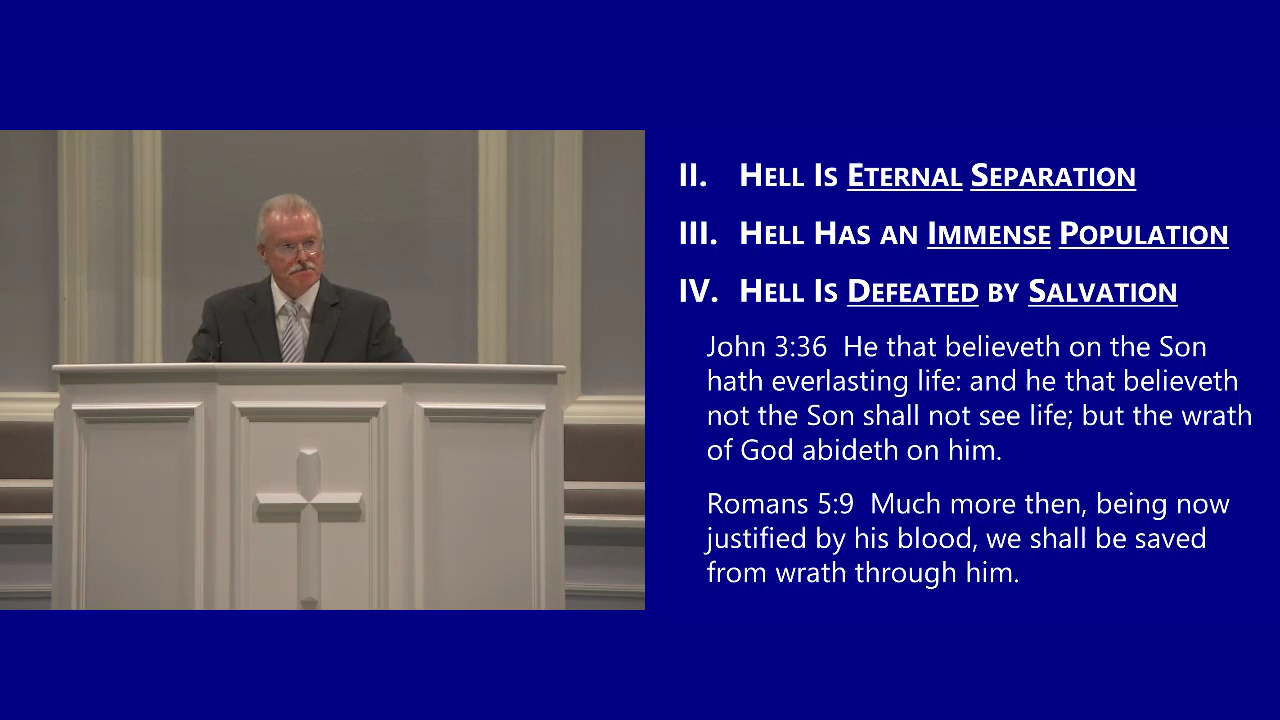 II. HELL IS ETERNAL SEPARATION
III. HELL HAS AN IMMENSE POPULATION
IV. HELL IS DEFEATED BY SALVATION
John 3:36 He that believeth on the Son
hath everlasting life: and he that believeth
not the Son shall not see life; but the wrath
of God abideth on him.
Romans 5:9 Much more then, being now
justified by his blood, we shall be saved
from wrath through him.